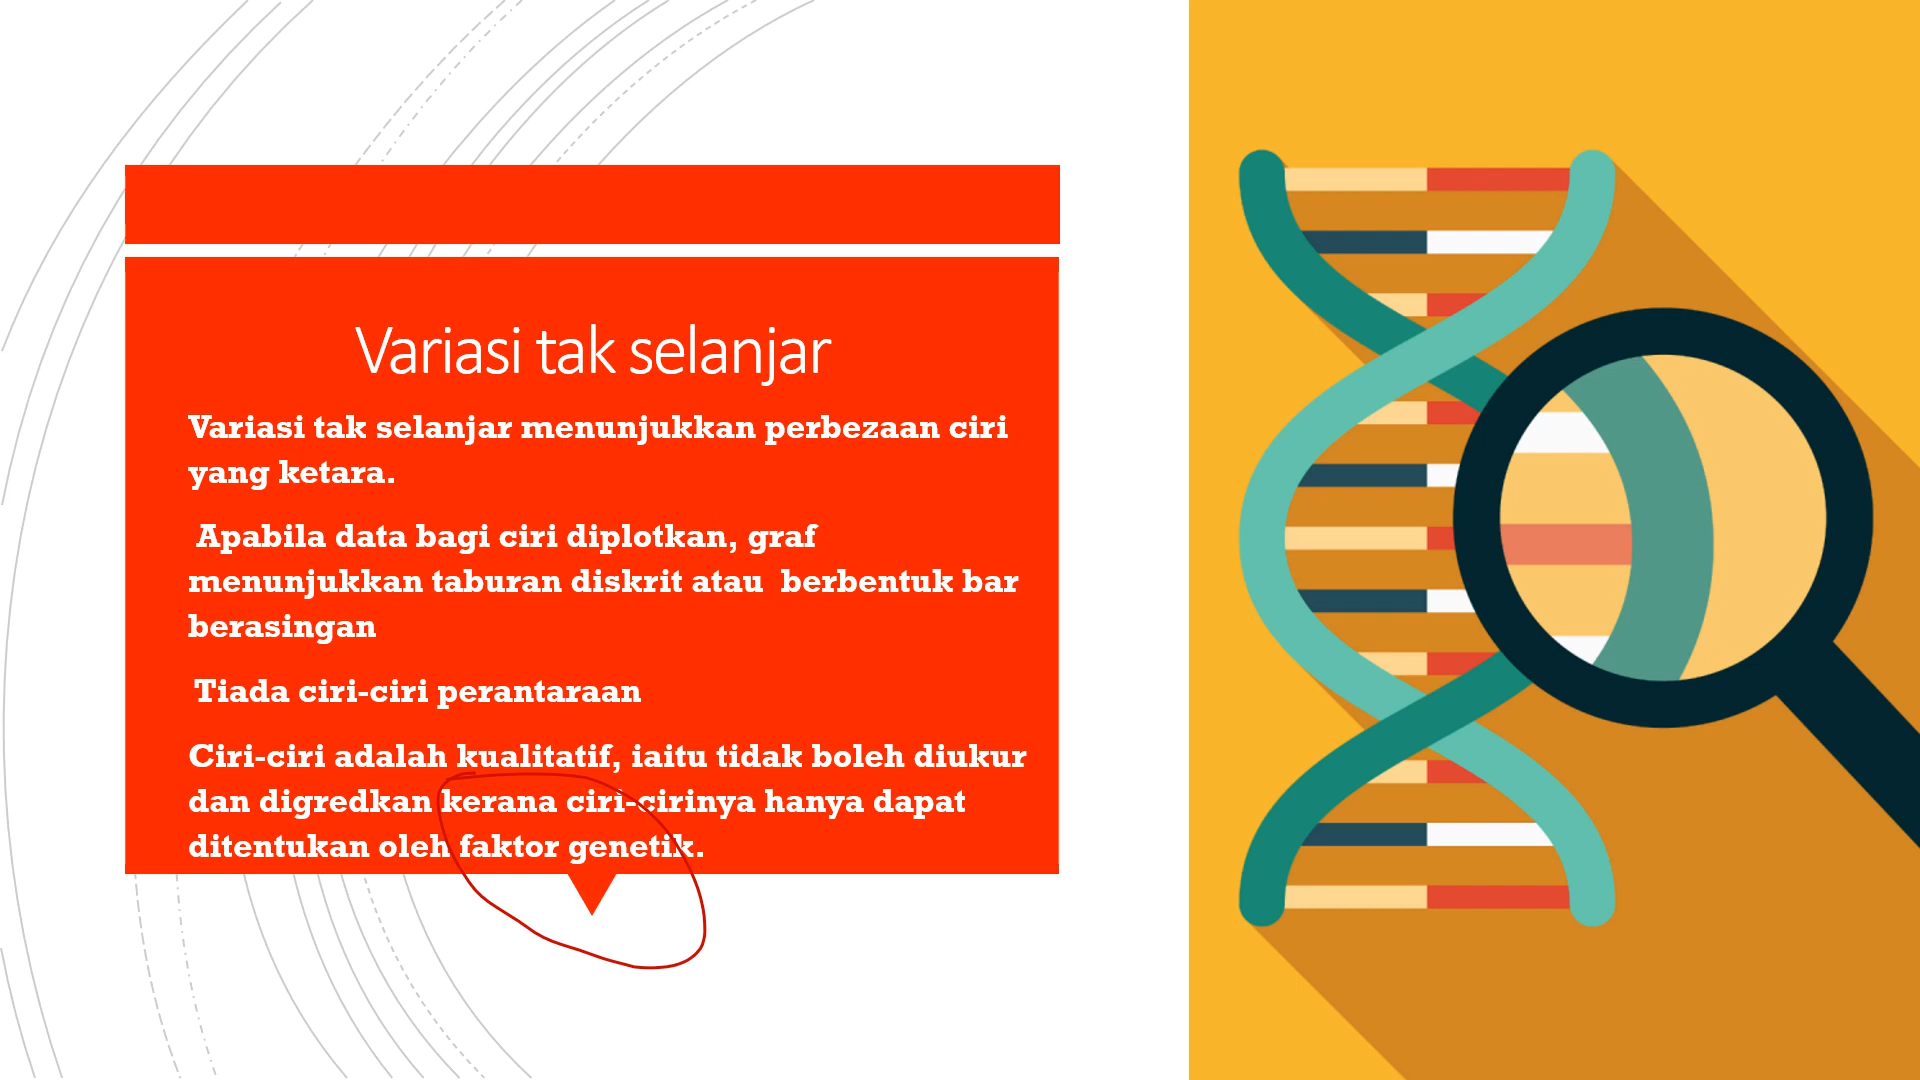 Variasi tak selanjar
Variasi tak selanjar menunjukkan perbezaan ciri
yang ketara.
Apabila data bagi ciri diplotkan, graf
menunjukkan taburan diskrit atau berbentuk bar
berasingan
Tiada ciri-ciri perantaraan
Ciri-ciri adalah kualitatif, iaitu tidak boleh diukur
dan digredkan kerana ciri-cirinya hanya dapat
ditentukan oleh faktor genetik.